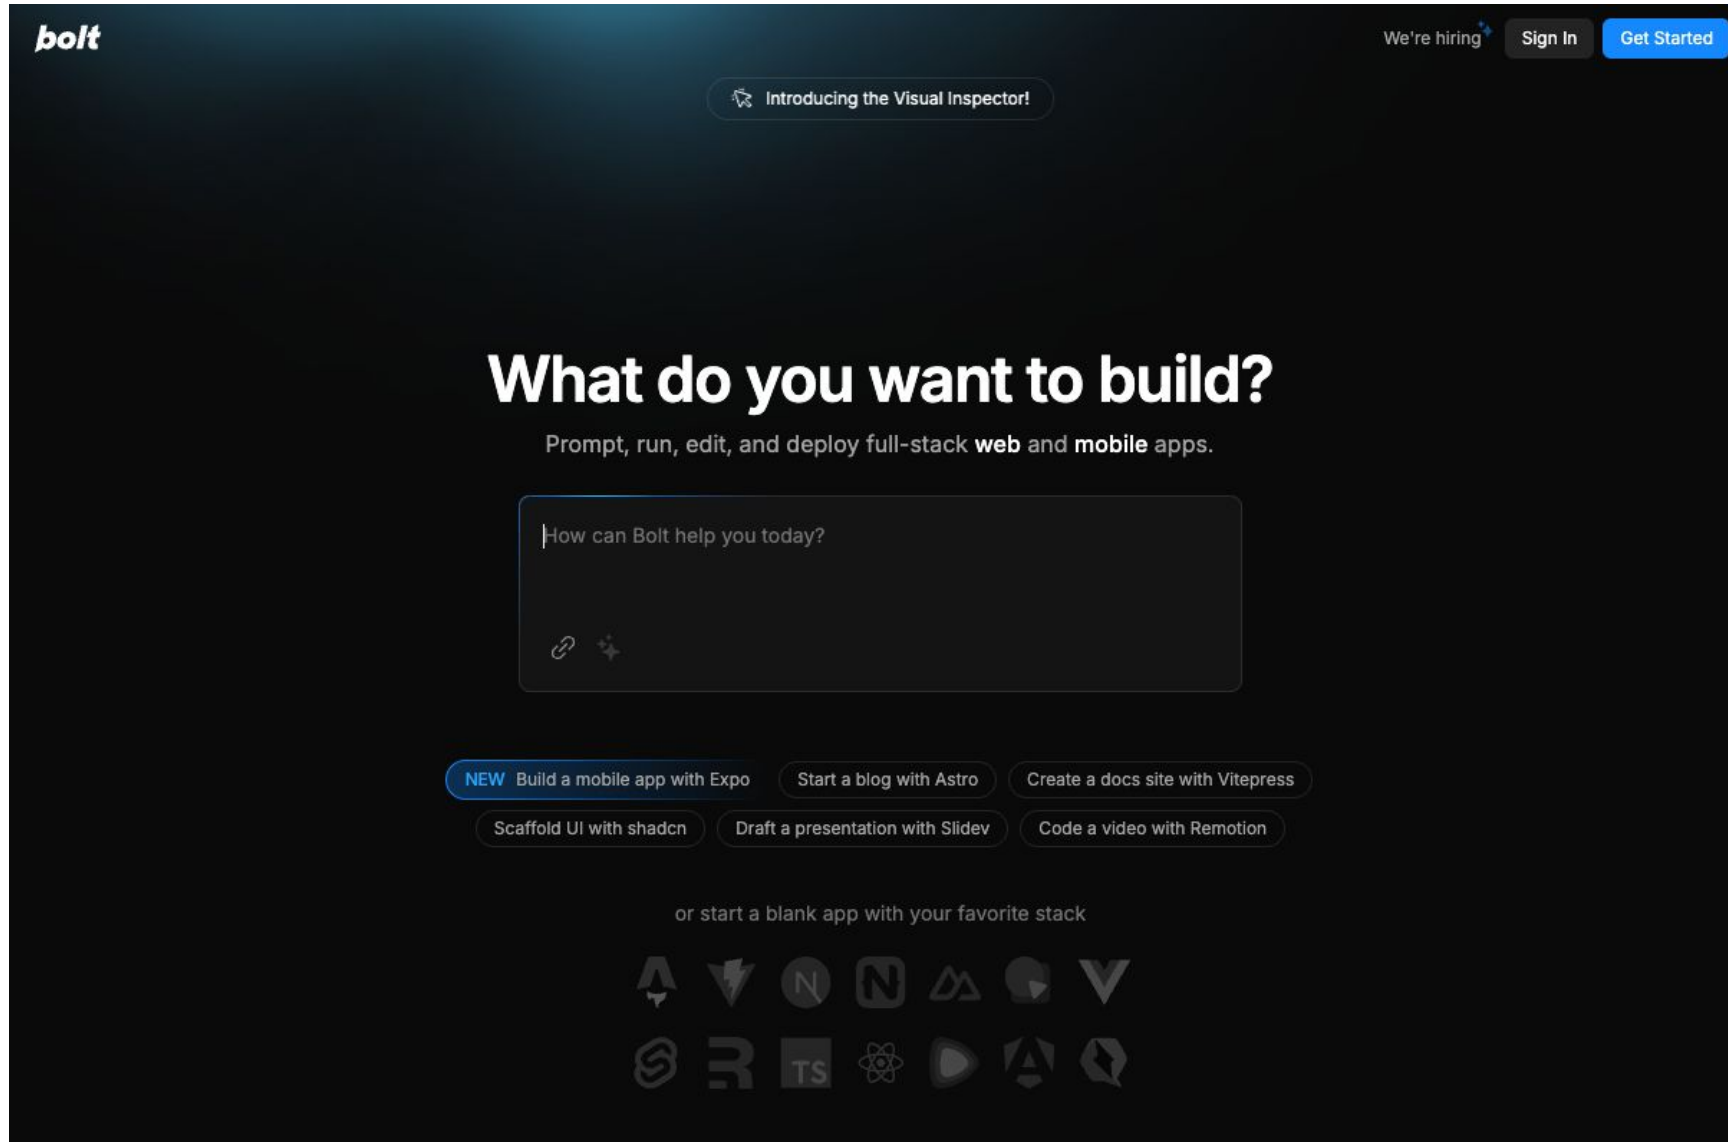 bolt
We're hiring
Sign In
Get Started
Introducing the Visual Inspector!
What do you want to build?
Prompt, run, edit, and deploy full-stack web and mobile apps.
How can Bolt help you today?
NEW Build a mobile app with Expo
Start a blog with Astro
Create a docs site with Vitepress
Scaffold UI with shadcn
Draft a presentation with Slidev
Code a video with Remotion
or start a blank app with your favorite stack
N
N
TS